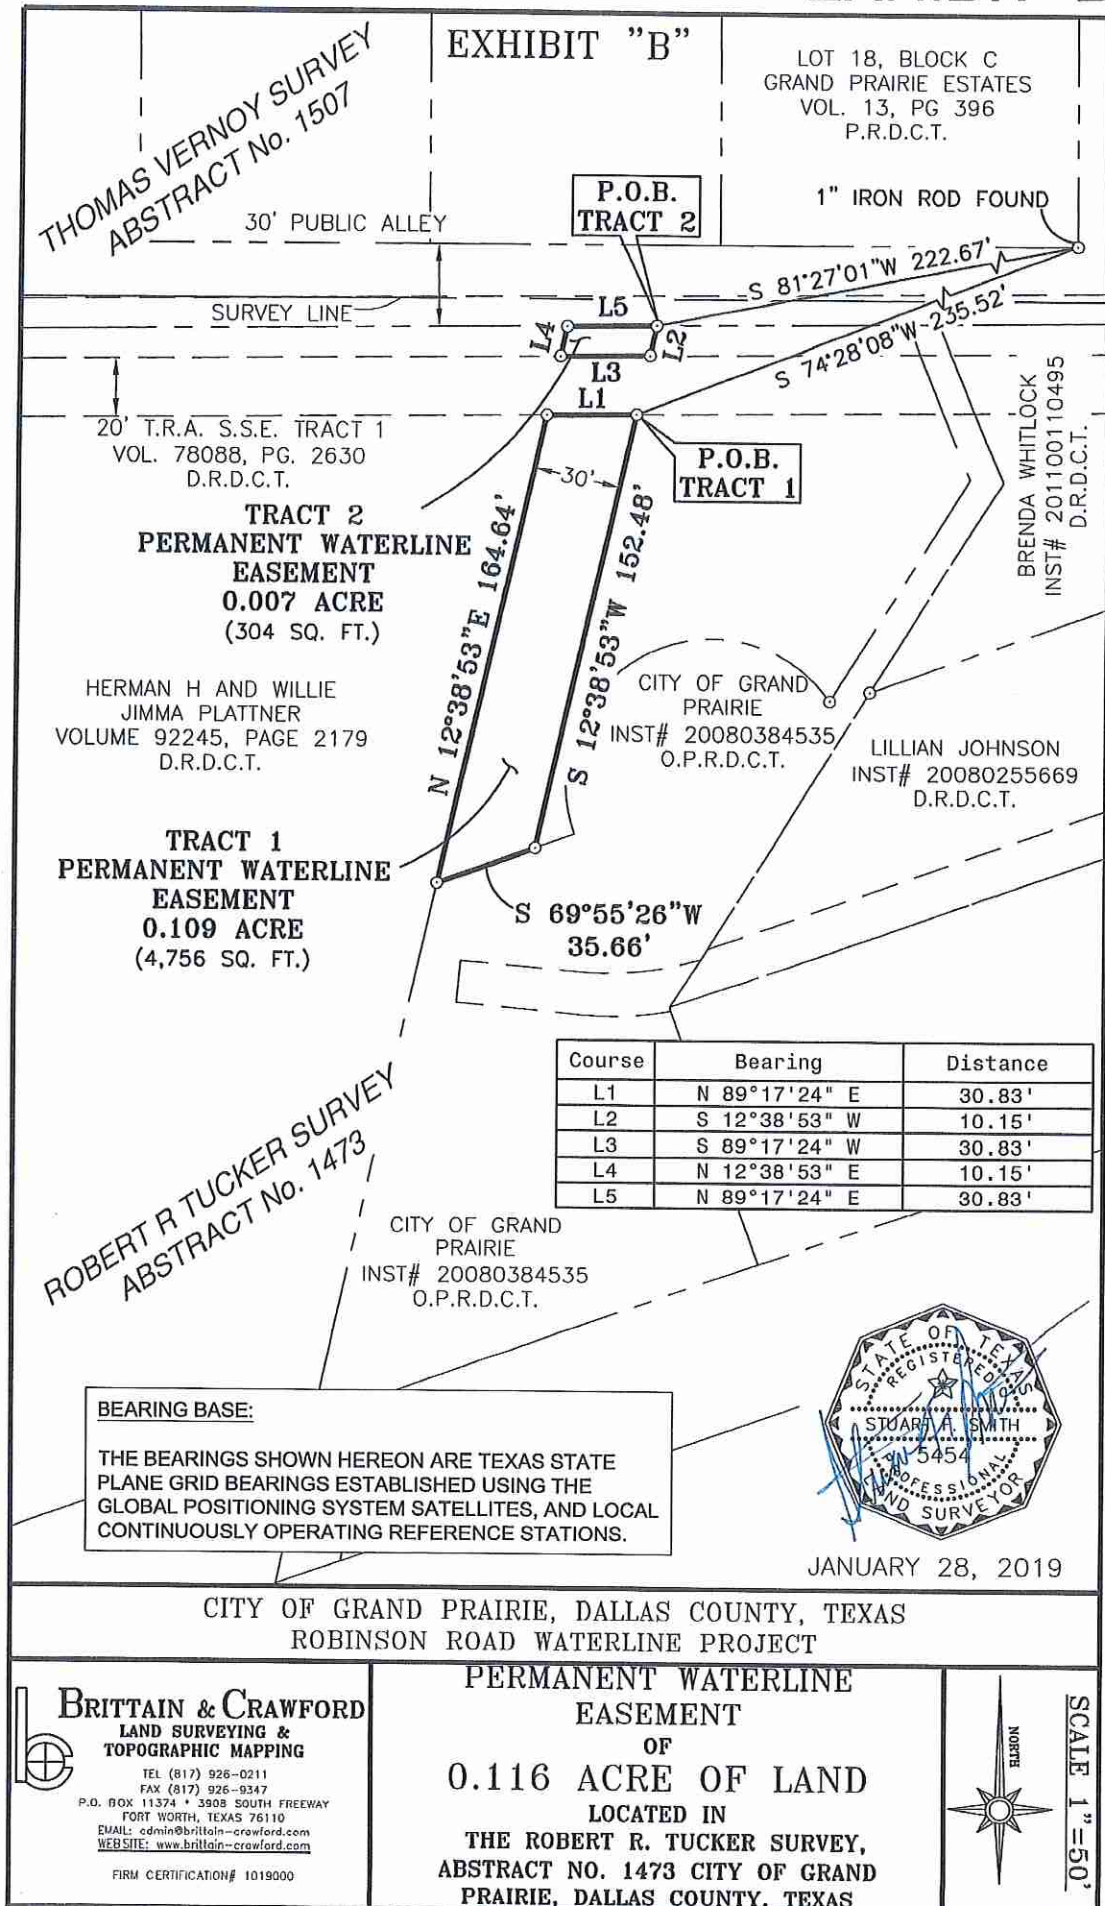 EXHIBIT "B"
THOMAS VERNOY SURVEY
ABSTRACT No. 1507
LOT 18, BLOCK C
GRAND PRAIRIE ESTATES
VOL. 13, PG 396
P.R.D.C.T.
1" IRON ROD FOUND
P.O.B.
TRACT 2
30' PUBLIC ALLEY
S 81°27'01"W 222.67'
SURVEY LINE
L5
L4
L2
L3
L1
S 74°28'08"W 235.52'
20' T.R.A. S.S.E. TRACT 1
VOL. 78088, PG. 2630
D.R.D.C.T.
P.O.B.
TRACT 1
30'
BRENDA WHITLOCK
INST# 201100110495
D.R.D.C.T.
TRACT 2
PERMANENT WATERLINE
EASEMENT
0.007 ACRE
(304 SQ. FT.)
N 12°38'53"E 164.64'
S 12°38'53"W 152.48'
HERMAN H AND WILLIE
JIMMA PLATTNER
VOLUME 92245, PAGE 2179
D.R.D.C.T.
CITY OF GRAND
PRAIRIE
INST# 20080384535
O.P.R.D.C.T.
LILLIAN JOHNSON
INST# 20080255669
D.R.D.C.T.
TRACT 1
PERMANENT WATERLINE
EASEMENT
0.109 ACRE
(4,756 SQ. FT.)
S 69°55'26"W
35.66'
Course Bearing Distance
L1 N 89°17'24" E 30.83'
L2 S 12°38'53" W 10.15'
L3 S 89°17'24" W 30.83'
L4 N 12°38'53" E 10.15'
L5 N 89°17'24" E 30.83'
ROBERT R TUCKER SURVEY
ABSTRACT No. 1473
CITY OF GRAND
PRAIRIE
INST# 20080384535
O.P.R.D.C.T.
BEARING BASE:
THE BEARINGS SHOWN HEREON ARE TEXAS STATE
PLANE GRID BEARINGS ESTABLISHED USING THE
GLOBAL POSITIONING SYSTEM SATELLITES, AND LOCAL
CONTINUOUSLY OPERATING REFERENCE STATIONS.
STATE OF TEXAS
REGISTERED
STUART F. SMITH
5454
PROFESSIONAL
LAND SURVEYOR
JANUARY 28, 2019
CITY OF GRAND PRAIRIE, DALLAS COUNTY, TEXAS
ROBINSON ROAD WATERLINE PROJECT
BRITTAIN & CRAWFORD
LAND SURVEYING &
TOPOGRAPHIC MAPPING
TEL (817) 926-0211
FAX (817) 926-9347
P.O. BOX 11374 * 3908 SOUTH FREEWAY
FORT WORTH, TEXAS 76110
EMAIL: admin@brittain-crawford.com
WEBSITE: www.brittain-crawford.com
FIRM CERTIFICATION# 1019000
PERMANENT WATERLINE
EASEMENT
OF
0.116 ACRE OF LAND
LOCATED IN
THE ROBERT R. TUCKER SURVEY,
ABSTRACT NO. 1473 CITY OF GRAND
PRAIRIE, DALLAS COUNTY, TEXAS
NORTH
SCALE 1"=50'